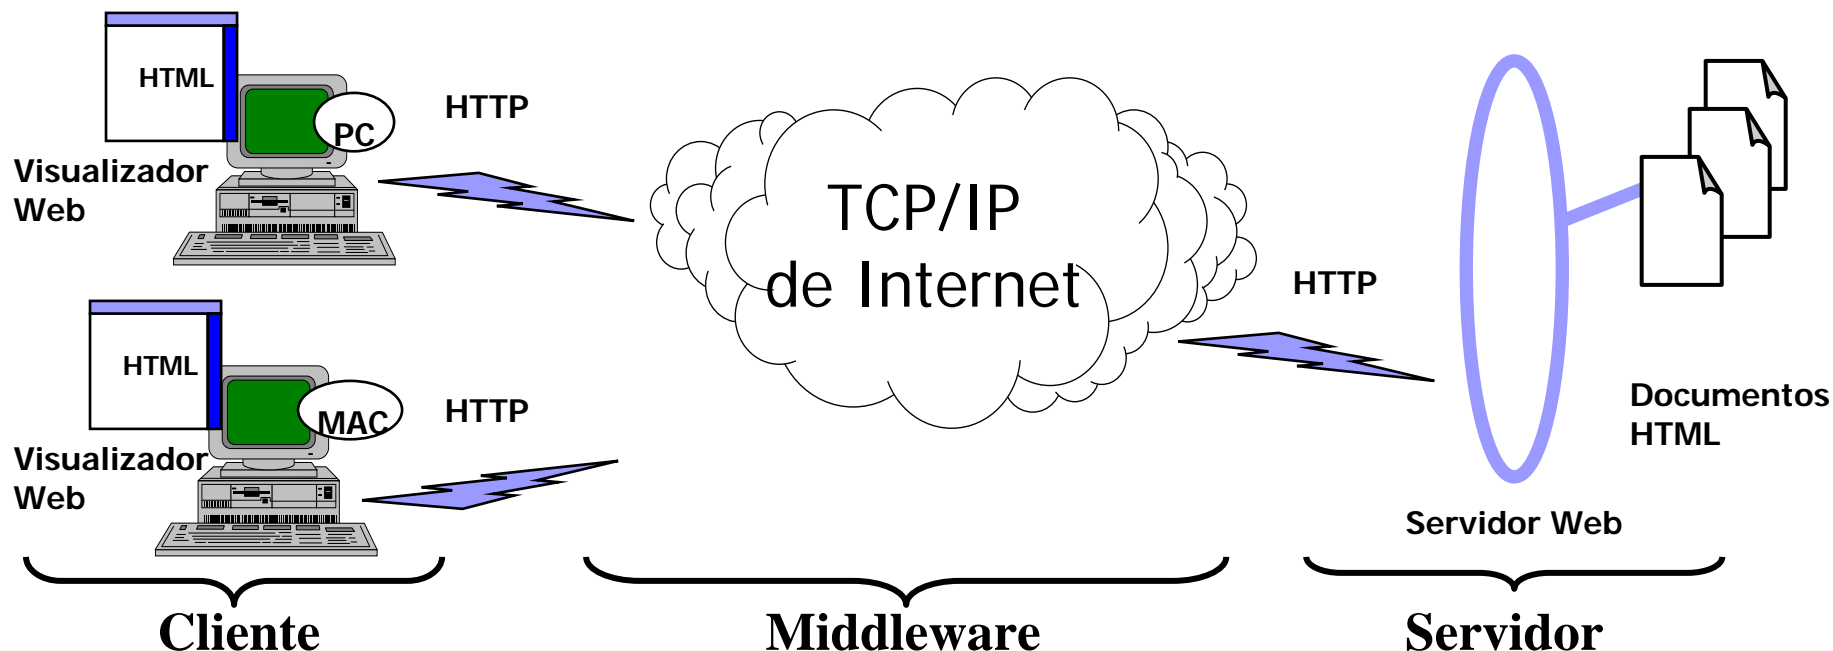 HTML
PC
HTTP
Visualizador
Web
HTML
MAC
HTTP
Visualizador
Web
TCP/IP
de Internet
HTTP
Documentos
HTML
Servidor Web
Cliente
Middleware
Servidor